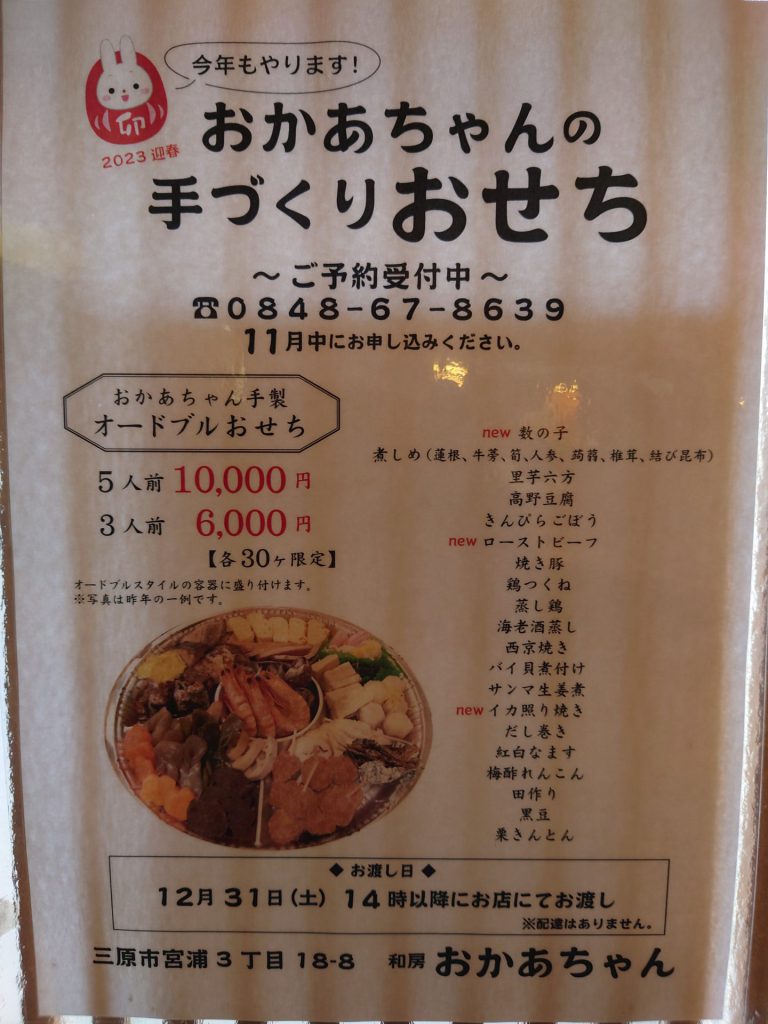 今年もやります!
卯
2023 迎春
おかあちゃんの
手づくりおせち
～ご予約受付中～
☎0848-67-8639
11月中にお申し込みください。
おかあちゃん手製
オードブルおせち
5人前 10,000円
3人前 6,000円
【各30ヶ限定】
オードブルスタイルの容器に盛り付けます。
※写真は昨年の一例です。
new 数の子
煮しめ(蓮根、牛蒡、筍、人参、蒟蒻、椎茸、結び昆布)
里芋六方
高野豆腐
きんぴらごぼう
new ローストビーフ
焼き豚
鶏つくね
蒸し鶏
海老酒蒸し
西京焼き
バイ貝煮付け
サンマ生姜煮
new イカ照り焼き
だし巻き
紅白なます
梅酢れんこん
田作り
黒豆
栗きんとん
◆ お渡し日 ◆
12月31日(土) 14時以降にお店にてお渡し
※配達はありません。
三原市宮浦3丁目18-8 和房 おかあちゃん